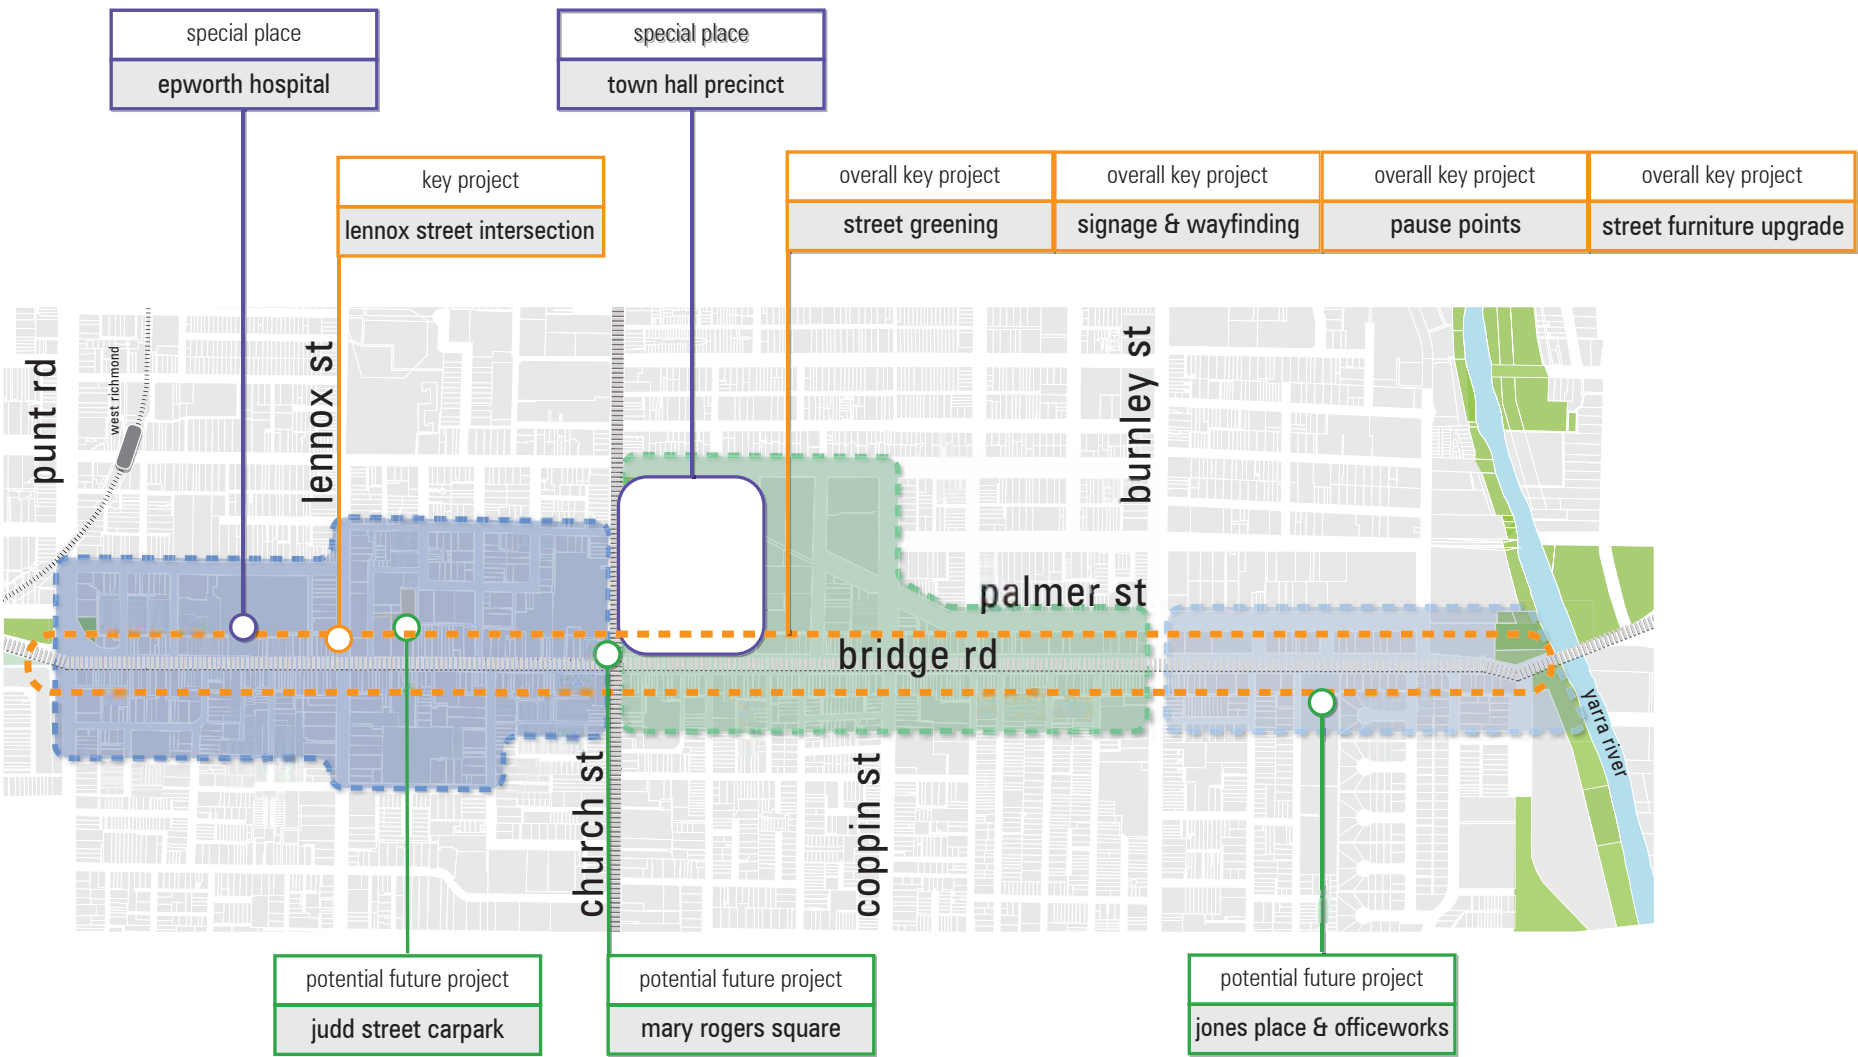 special place
epworth hospital
special place
town hall precinct
key project
lennox street intersection
overall key project
street greening
overall key project
signage & wayfinding
overall key project
pause points
overall key project
street furniture upgrade
punt rd
west richmond
lennox st
burnley st
palmer st
bridge rd
church st
coppin st
yarra river
potential future project
judd street carpark
potential future project
mary rogers square
potential future project
jones place & officeworks